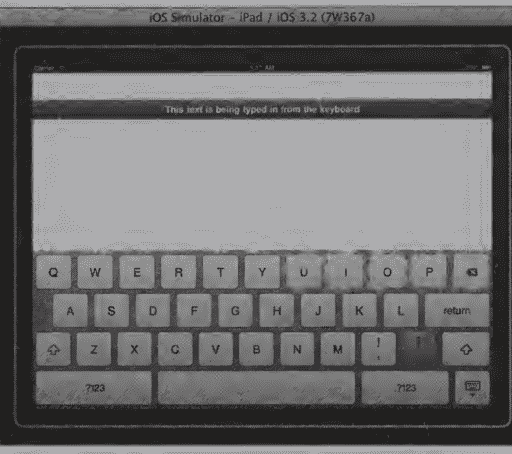 iOS Simulator - iPad / iOS 3.2 (7W367a)
This text is being typed in from the keyboard
Q W E R T Y U I O P
A S D F G H J K L return
Z X C V B N M ! ,
.?123 .?123